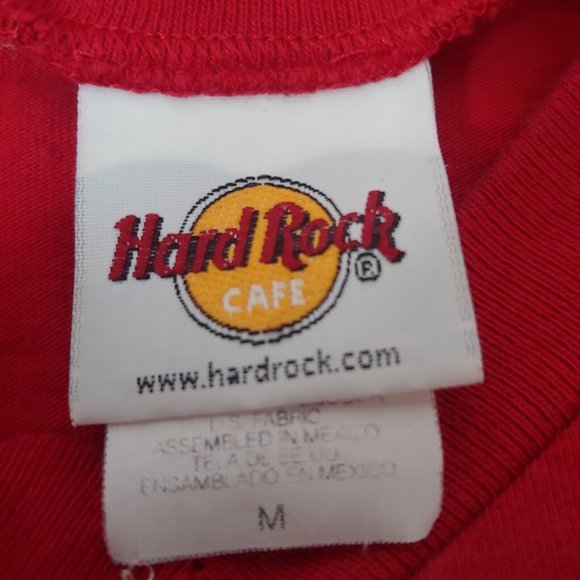 Hard Rock
CAFE
®
www.hardrock.com
U.S. FABRIC
ASSEMBLED IN MEXICO
TELA DE EE UU
ENSAMBLADO EN MEXICO
M